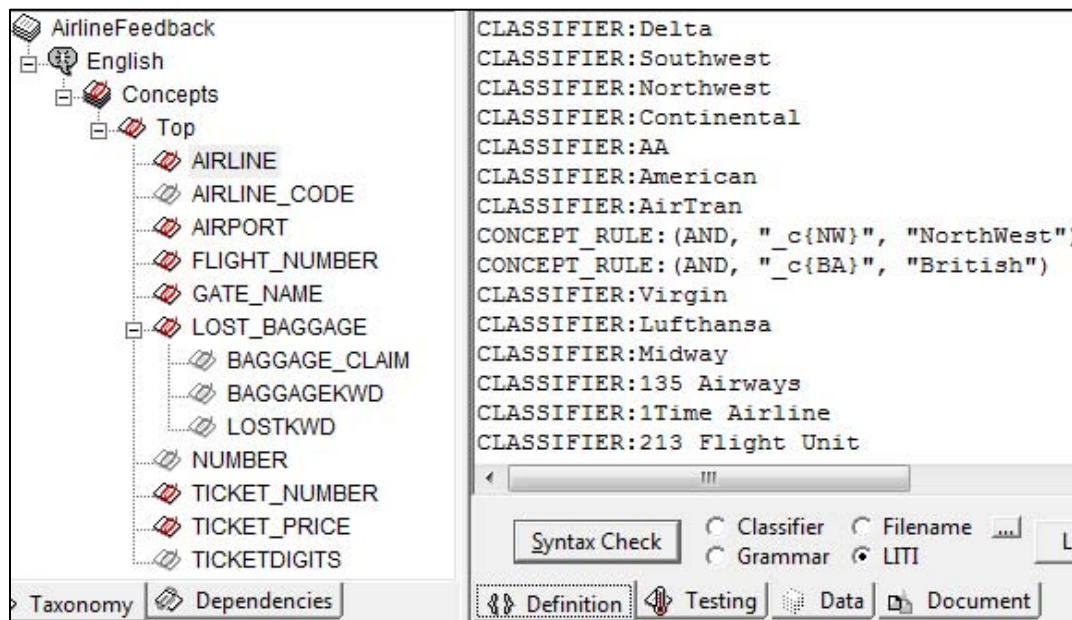 AirlineFeedback
English
Concepts
Top
AIRLINE
AIRLINE_CODE
AIRPORT
FLIGHT_NUMBER
GATE_NAME
LOST_BAGGAGE
BAGGAGE_CLAIM
BAGGAGEKWD
LOSTKWD
NUMBER
TICKET_NUMBER
TICKET_PRICE
TICKETDIGITS
Taxonomy
Dependencies
CLASSIFIER:Delta
CLASSIFIER:Southwest
CLASSIFIER:Northwest
CLASSIFIER:Continental
CLASSIFIER:AA
CLASSIFIER:American
CLASSIFIER:AirTran
CONCEPT_RULE:(AND, "_c{NW}", "NorthWest")
CONCEPT_RULE:(AND, "_c{BA}", "British")
CLASSIFIER:Virgin
CLASSIFIER:Lufthansa
CLASSIFIER:Midway
CLASSIFIER:135 Airways
CLASSIFIER:1Time Airline
CLASSIFIER:213 Flight Unit
Syntax Check
Classifier
Filename
...
Grammar
LITI
L
Definition
Testing
Data
Document